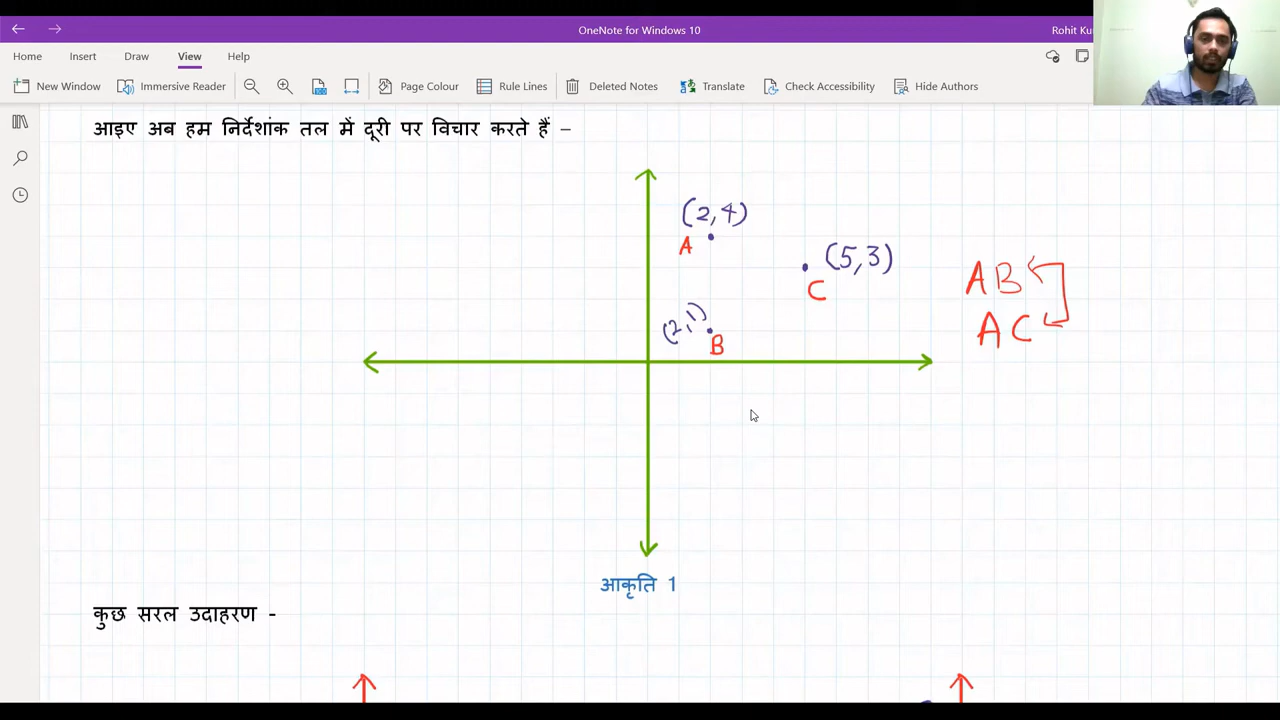 OneNote for Windows 10
Rohit Ku
Home Insert Draw View Help
New Window Immersive Reader Page Colour Rule Lines Deleted Notes Translate Check Accessibility Hide Authors
आइए अब हम निर्देशांक तल में दूरी पर विचार करते हैं –
(2,4)
A
(5,3)
C
AB
AC
(2,1)
B
आकृति 1
कुछ सरल उदाहरण -